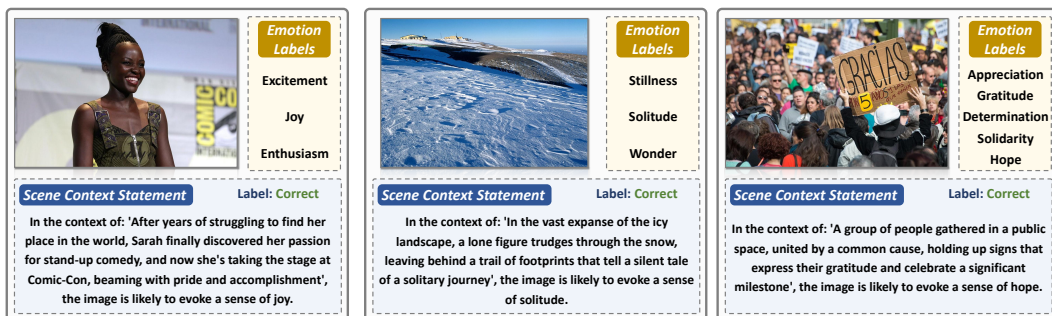 COMIC CON
INTERNATIONAL
Emotion
Labels
Excitement
Joy
Enthusiasm
Scene Context Statement
Label: Correct
In the context of: 'After years of struggling to find her
place in the world, Sarah finally discovered her passion
for stand-up comedy, and now she's taking the stage at
Comic-Con, beaming with pride and accomplishment',
the image is likely to evoke a sense of joy.
Emotion
Labels
Stillness
Solitude
Wonder
Scene Context Statement
Label: Correct
In the context of: 'In the vast expanse of the icy
landscape, a lone figure trudges through the snow,
leaving behind a trail of footprints that tell a silent tale
of a solitary journey', the image is likely to evoke a sense
of solitude.
GRACIAS
5
Emotion
Labels
Appreciation
Gratitude
Determination
Solidarity
Hope
Scene Context Statement
Label: Correct
In the context of: 'A group of people gathered in a public
space, united by a common cause, holding up signs that
express their gratitude and celebrate a significant
milestone', the image is likely to evoke a sense of hope.